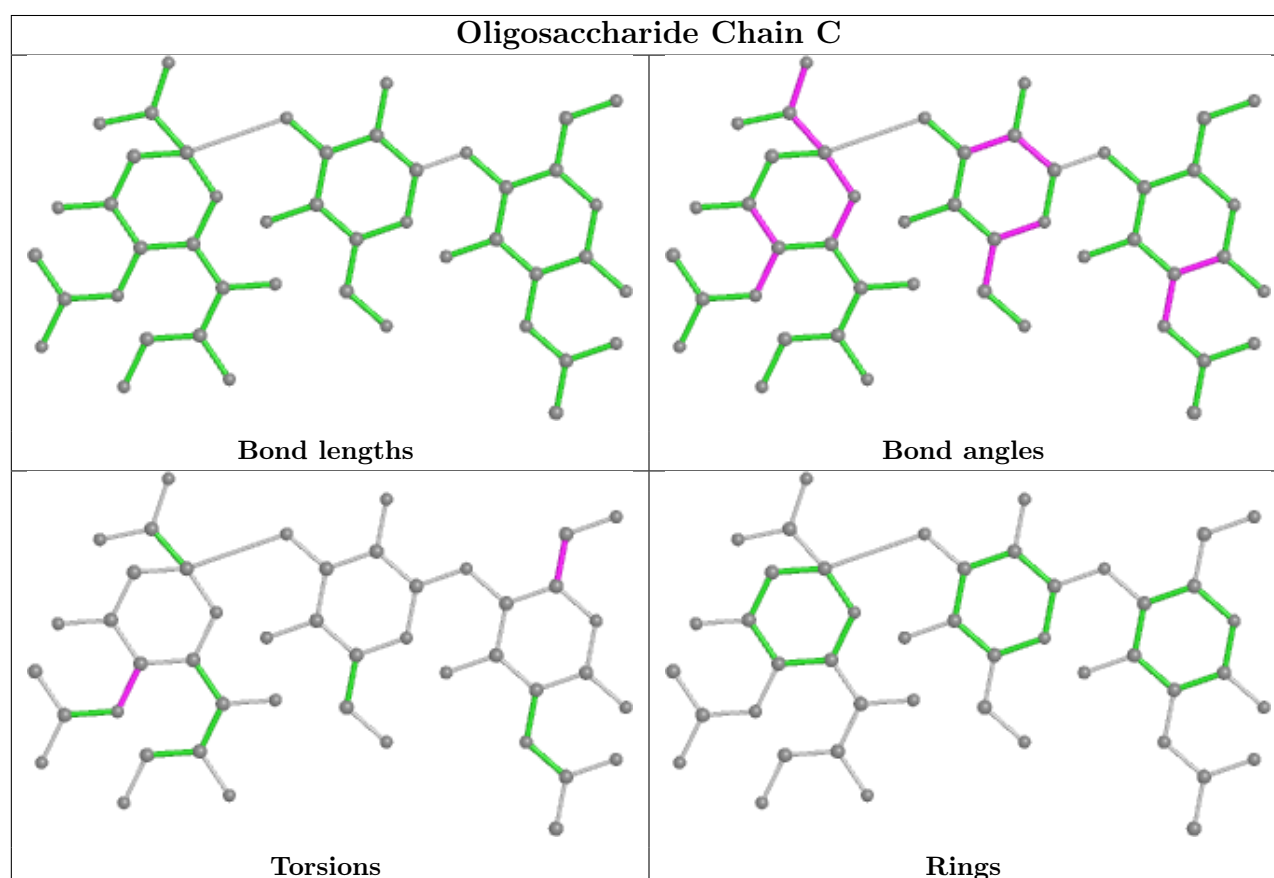 Oligosaccharide Chain C
Bond lengths
Bond angles
Torsions
Rings